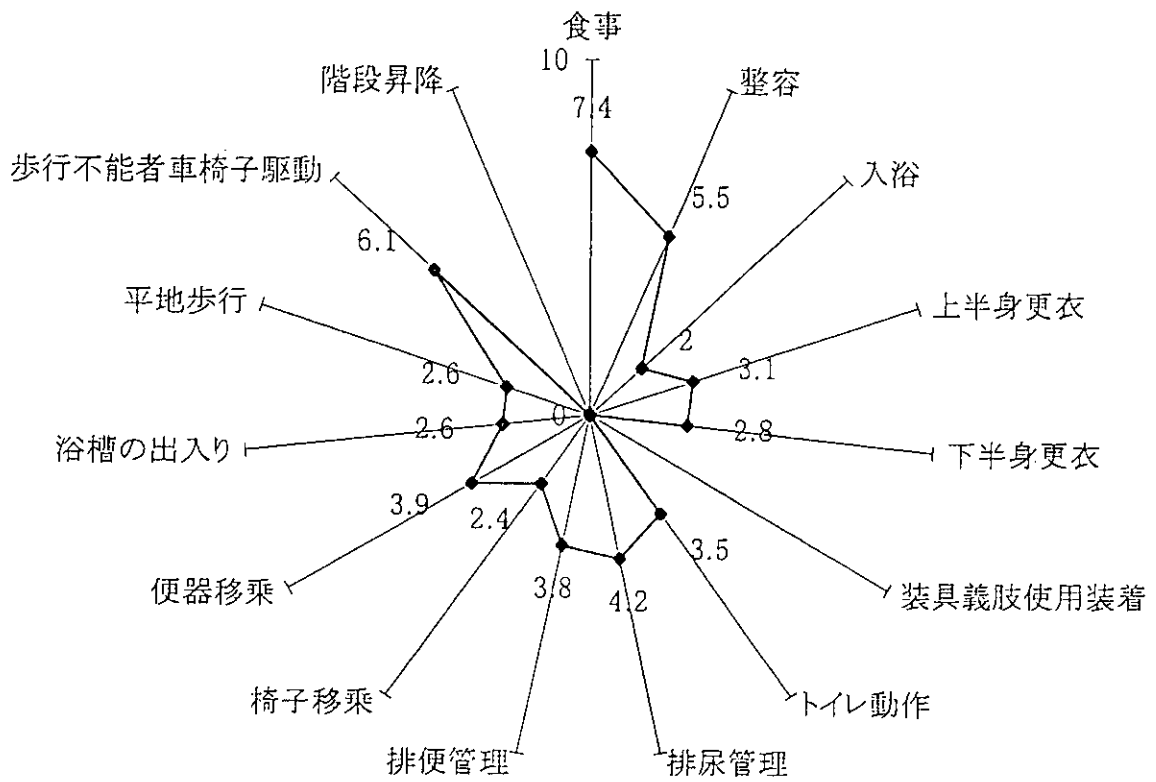 食事
10
7.4
整容
5.5
入浴
2
上半身更衣
3.1
下半身更衣
2.8
装具義肢使用装着
トイレ動作
3.5
排尿管理
4.2
排便管理
3.8
椅子移乗
2.4
便器移乗
3.9
浴槽の出入り
2.6
平地歩行
2.6
歩行不能者車椅子駆動
6.1
階段昇降
0